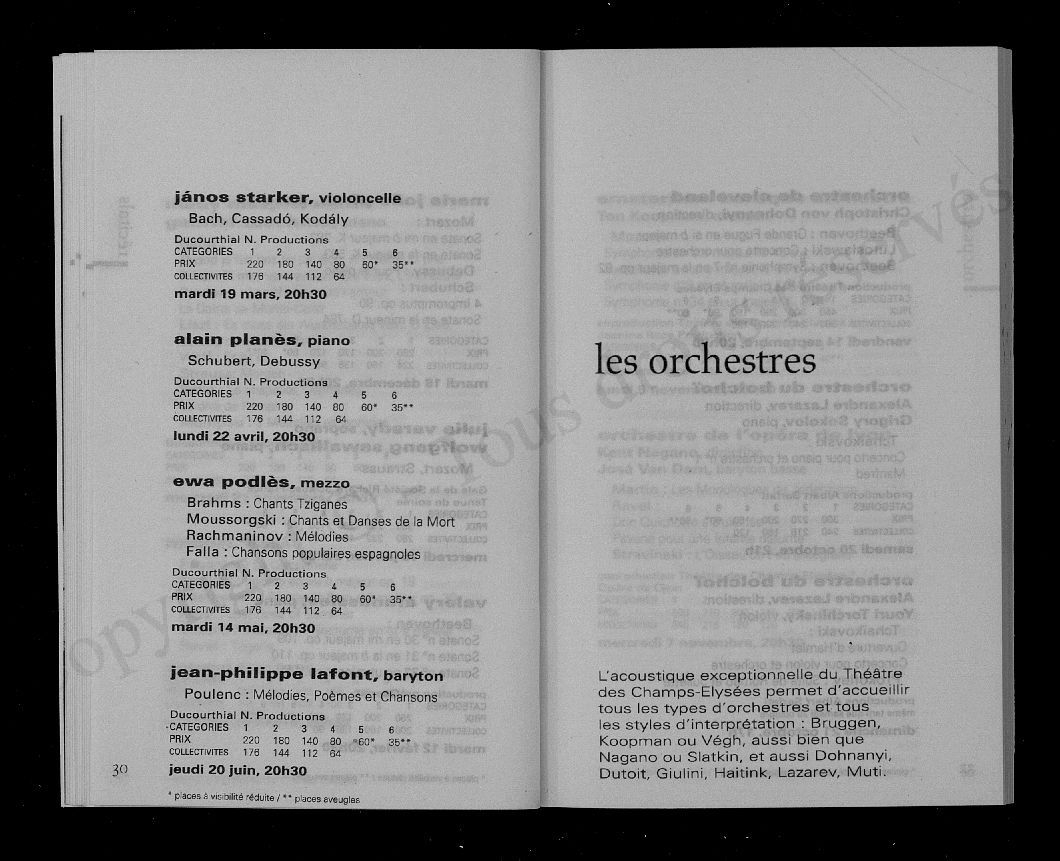 récitals
jános starker, violoncelle
Bach, Cassadó, Kodály
Ducourthial N. Productions
CATEGORIES 1 2 3 4 5 6
PRIX 220 180 140 80 60* 35**
COLLECTIVITES 176 144 112 64
mardi 19 mars, 20h30
alain planès, piano
Schubert, Debussy
Ducourthial N. Productions
CATEGORIES 1 2 3 4 5 6
PRIX 220 180 140 80 60* 35**
COLLECTIVITES 176 144 112 64
lundi 22 avril, 20h30
ewa podlès, mezzo
Brahms : Chants Tziganes
Moussorgski : Chants et Danses de la Mort
Rachmaninov : Mélodies
Falla : Chansons populaires espagnoles
Ducourthial N. Productions
CATEGORIES 1 2 3 4 5 6
PRIX 220 180 140 80 60* 35**
COLLECTIVITES 176 144 112 64
mardi 14 mai, 20h30
jean-philippe lafont, baryton
Poulenc : Mélodies, Poèmes et Chansons
Ducourthial N. Productions
CATEGORIES 1 2 3 4 5 6
PRIX 220 180 140 80 60* 35**
COLLECTIVITES 176 144 112 64
jeudi 20 juin, 20h30
30
* places à visibilité réduite / ** places aveugles
les orchestres
L'acoustique exceptionnelle du Théâtre
des Champs-Elysées permet d'accueillir
tous les types d'orchestres et tous
les styles d'interprétation : Bruggen,
Koopman ou Végh, aussi bien que
Nagano ou Slatkin, et aussi Dohnanyi,
Dutoit, Giulini, Haitink, Lazarev, Muti.